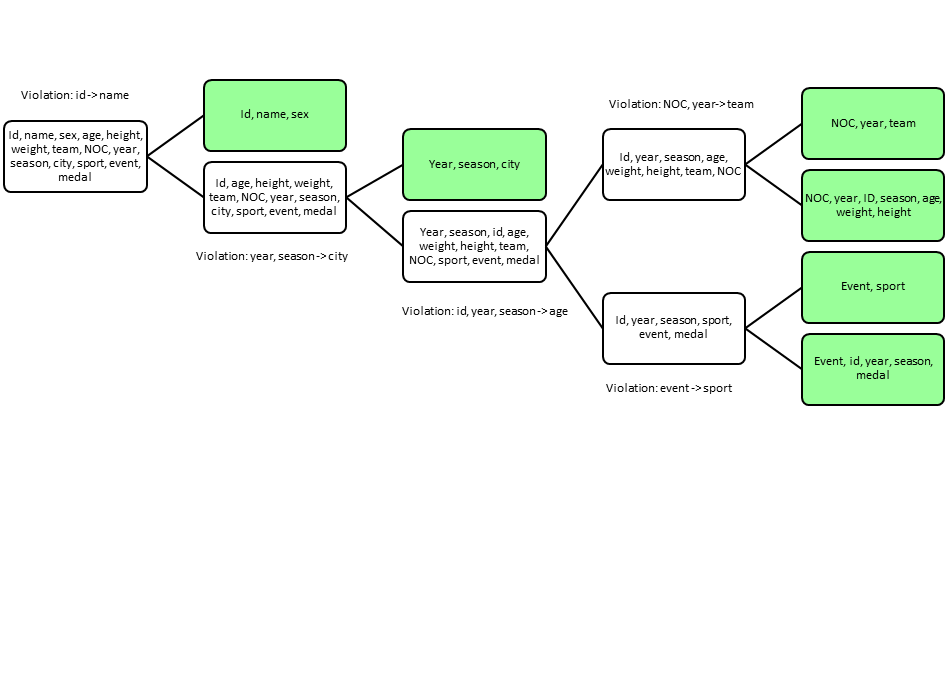 Violation: id->name
Id, name, sex, age, height,
weight, team, NOC, year,
season, city, sport, event,
medal
Id, name, sex
Id, age, height, weight,
team, NOC, year, season,
city, sport, event, medal
Violation: year, season->city
Year, season, city
Year, season, id, age,
weight, height, team,
NOC, sport, event, medal
Violation: id, year, season->age
Violation: NOC, year->team
Id, year, season, age,
weight, height, team, NOC
Id, year, season, sport,
event, medal
Violation: event->sport
NOC, year, team
NOC, year, ID, season, age,
weight, height
Event, sport
Event, id, year, season,
medal